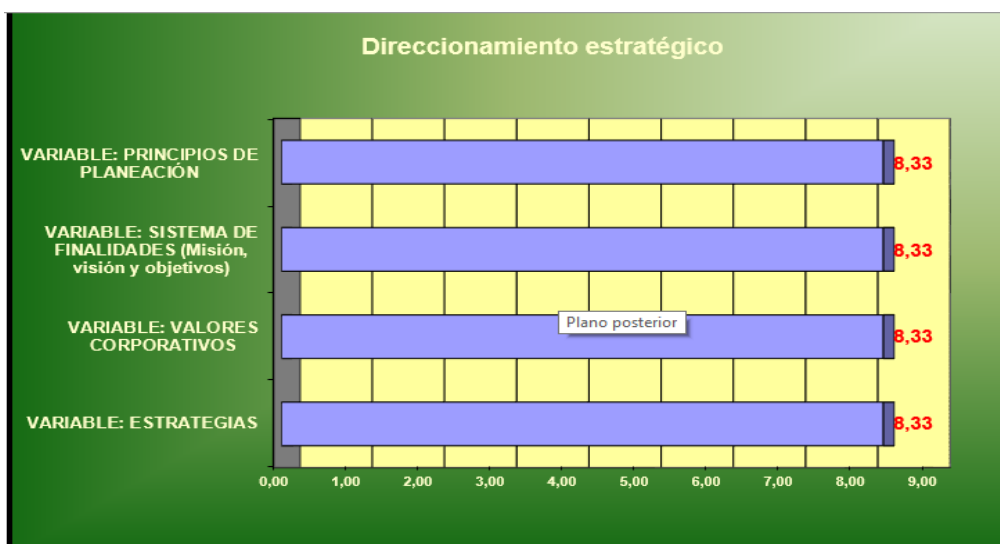 Direccionamiento estratégico
VARIABLE: PRINCIPIOS DE
PLANEACIÓN
8,33
VARIABLE: SISTEMA DE
FINALIDADES (Misión,
visión y objetivos)
8,33
VARIABLE: VALORES
CORPORATIVOS
Plano posterior
8,33
VARIABLE: ESTRATEGIAS
8,33
0,00 1,00 2,00 3,00 4,00 5,00 6,00 7,00 8,00 9,00